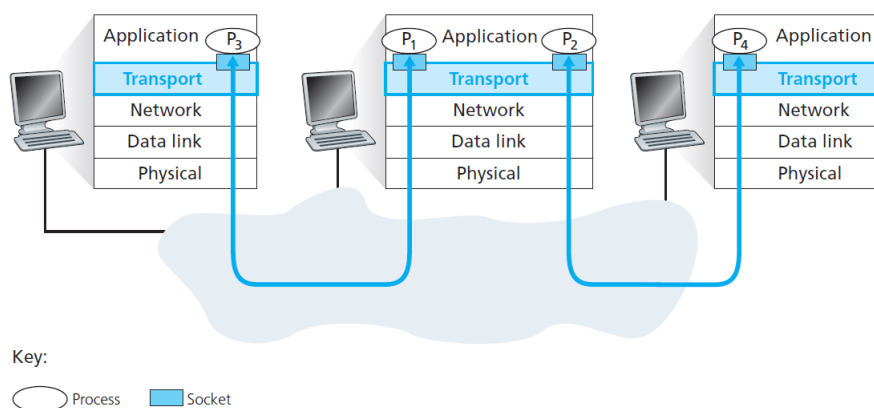 Application P3
Transport
Network
Data link
Physical
P1 Application P2
Transport
Network
Data link
Physical
P4 Application
Transport
Network
Data link
Physical
Key:
Process Socket